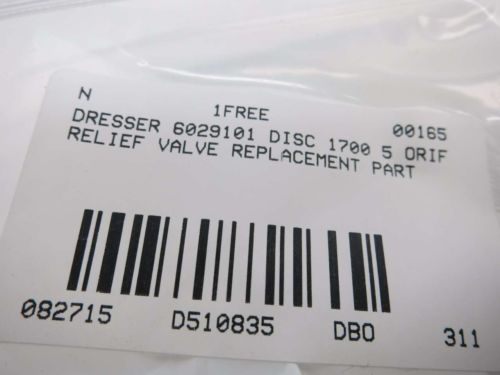 N 1FREE 00165
DRESSER 6029101 DISC 1700 5 ORIF
RELIEF VALVE REPLACEMENT PART
082715 D510835 DBO 311